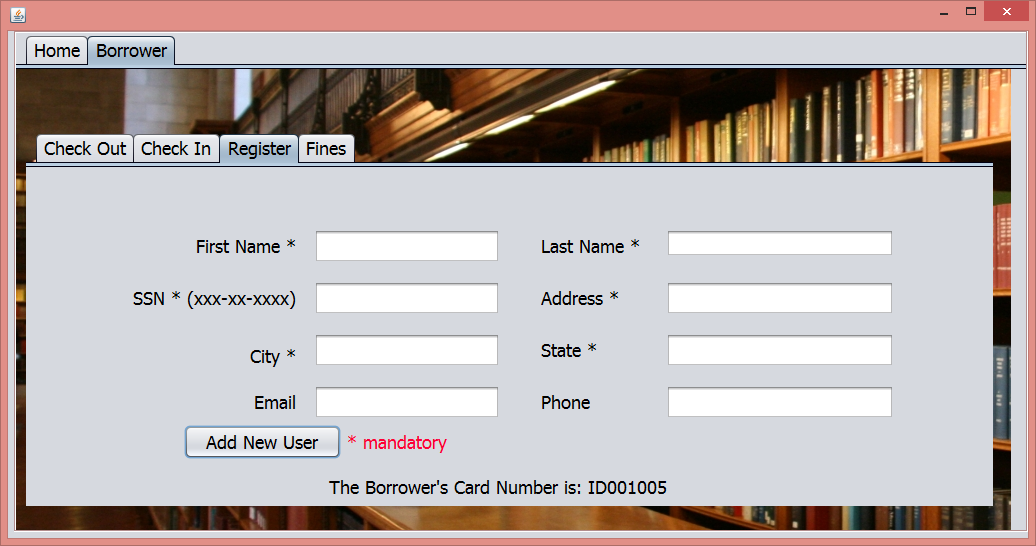 Home Borrower
Check Out Check In Register Fines
First Name * Last Name *
SSN * (xxx-xx-xxxx) Address *
City * State *
Email Phone
Add New User * mandatory
The Borrower's Card Number is: ID001005